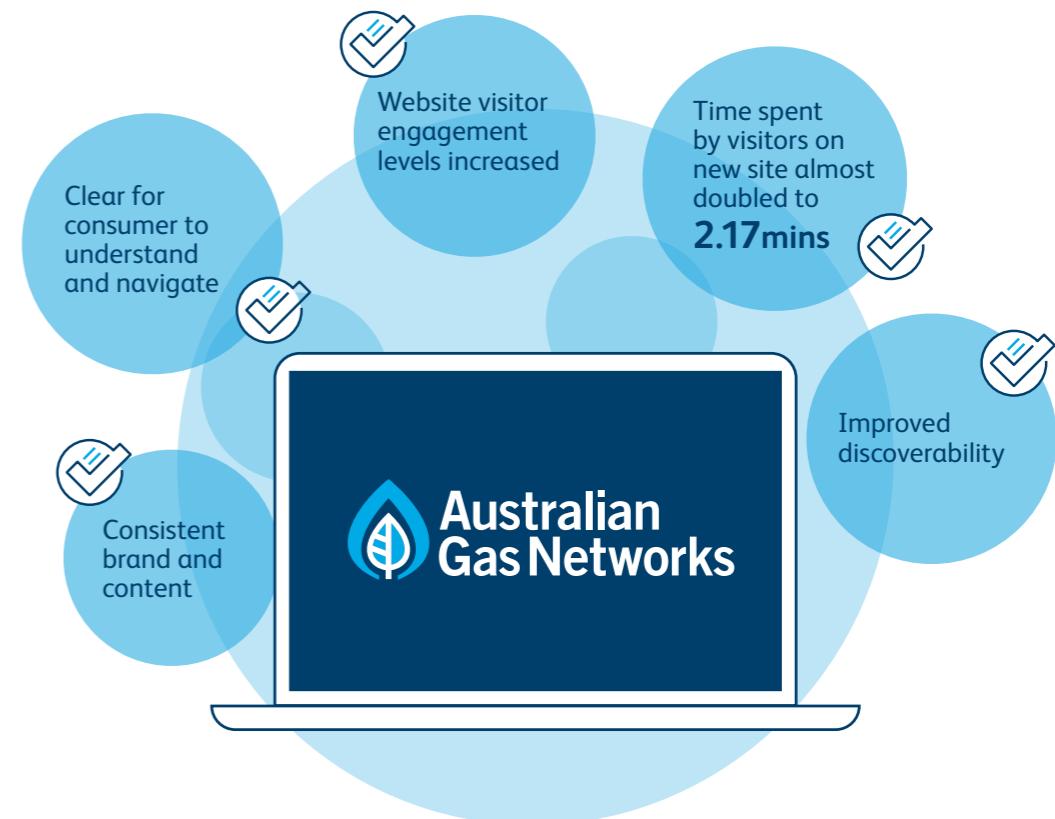 Website visitor
engagement
levels increased
Time spent
by visitors on
new site almost
doubled to
2.17mins
Clear for
consumer to
understand
and navigate
Improved
discoverability
Consistent
brand and
content
Australian
Gas Networks